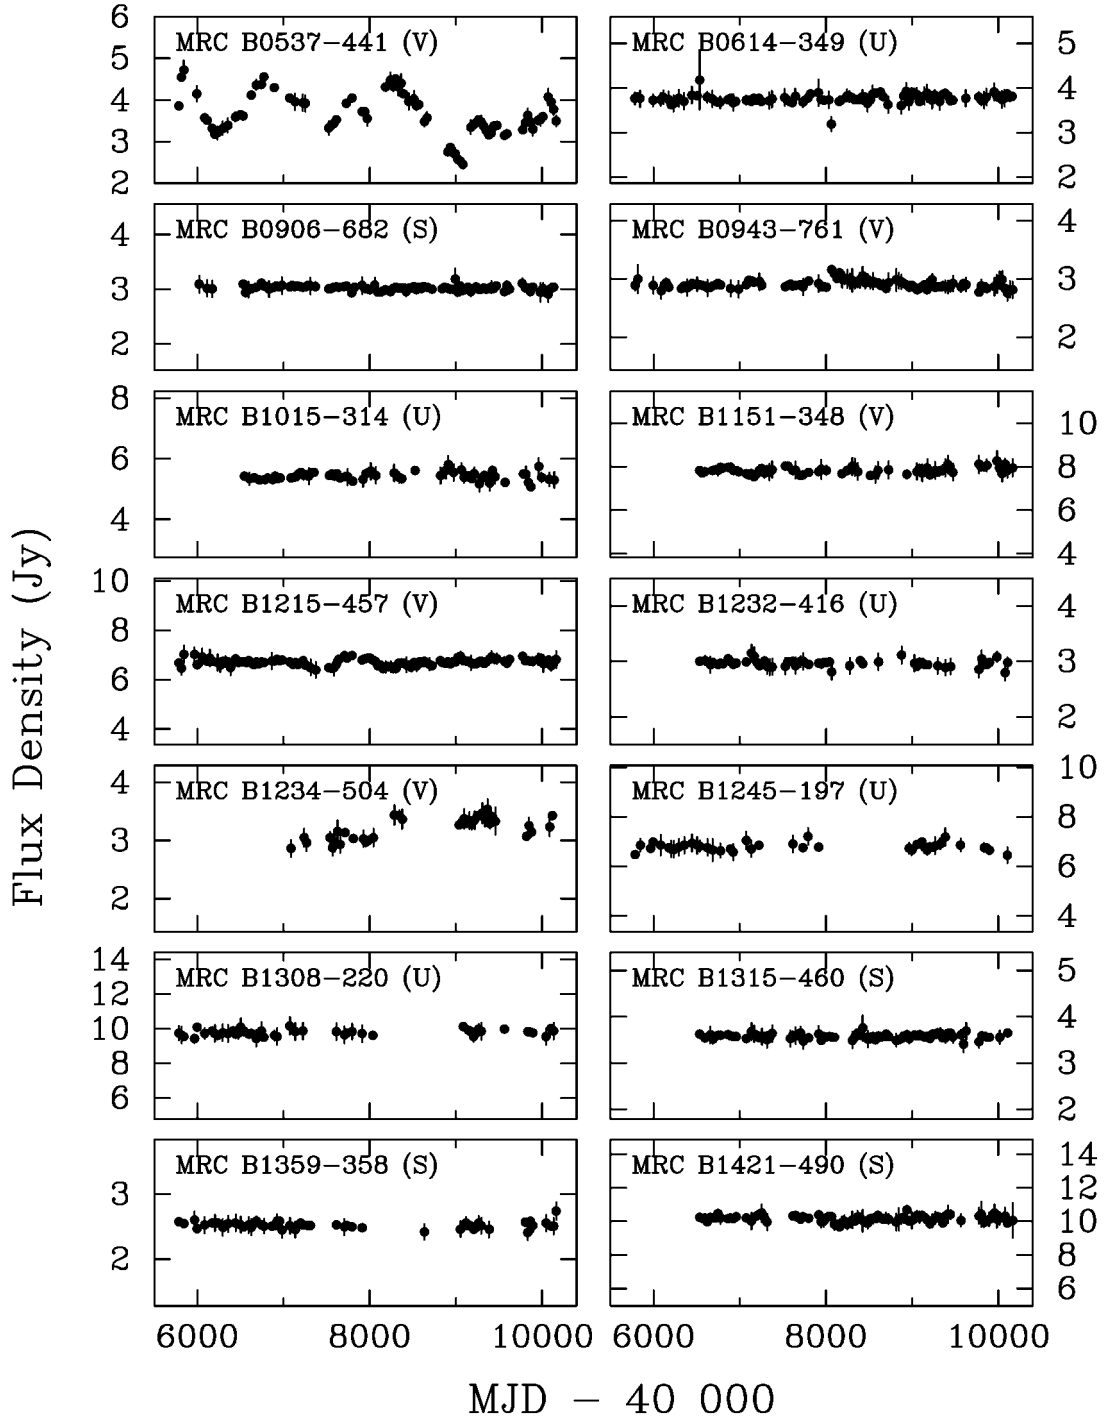 MRC B0537−441 (V)
6
5
4
3
2
MRC B0614−349 (U)
5
4
3
2
MRC B0906−682 (S)
4
3
2
MRC B0943−761 (V)
4
3
2
MRC B1015−314 (U)
8
6
4
MRC B1151−348 (V)
10
8
6
4
MRC B1215−457 (V)
10
8
6
4
MRC B1232−416 (U)
4
3
2
MRC B1234−504 (V)
4
3
2
MRC B1245−197 (U)
10
8
6
4
MRC B1308−220 (U)
14
12
10
8
6
MRC B1315−460 (S)
5
4
3
2
MRC B1359−358 (S)
3
2
MRC B1421−490 (S)
14
12
10
8
6
6000 8000 10000
6000 8000 10000
Flux Density (Jy)
MJD − 40 000